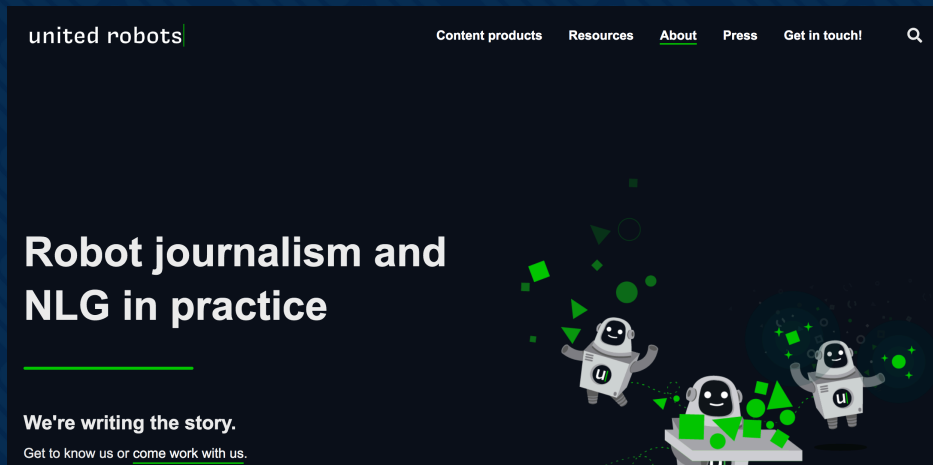 united robots
Content products Resources About Press Get in touch!
Robot journalism and
NLG in practice
We're writing the story.
Get to know us or come work with us.
u
u